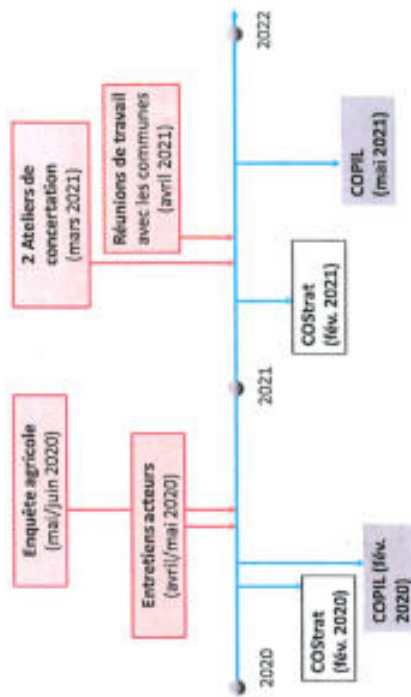 Enquête agricole
(mai/juin 2020)
Entretiens acteurs
(avril/mai 2020)
2 Ateliers de
concertation
(mars 2021)
Réunions de travail
avec les communes
(avril 2021)
2020
2021
2022
COStrat
(fév. 2020)
COPIL (fév.
2020)
COStrat
(fév. 2021)
COPIL
(mai 2021)